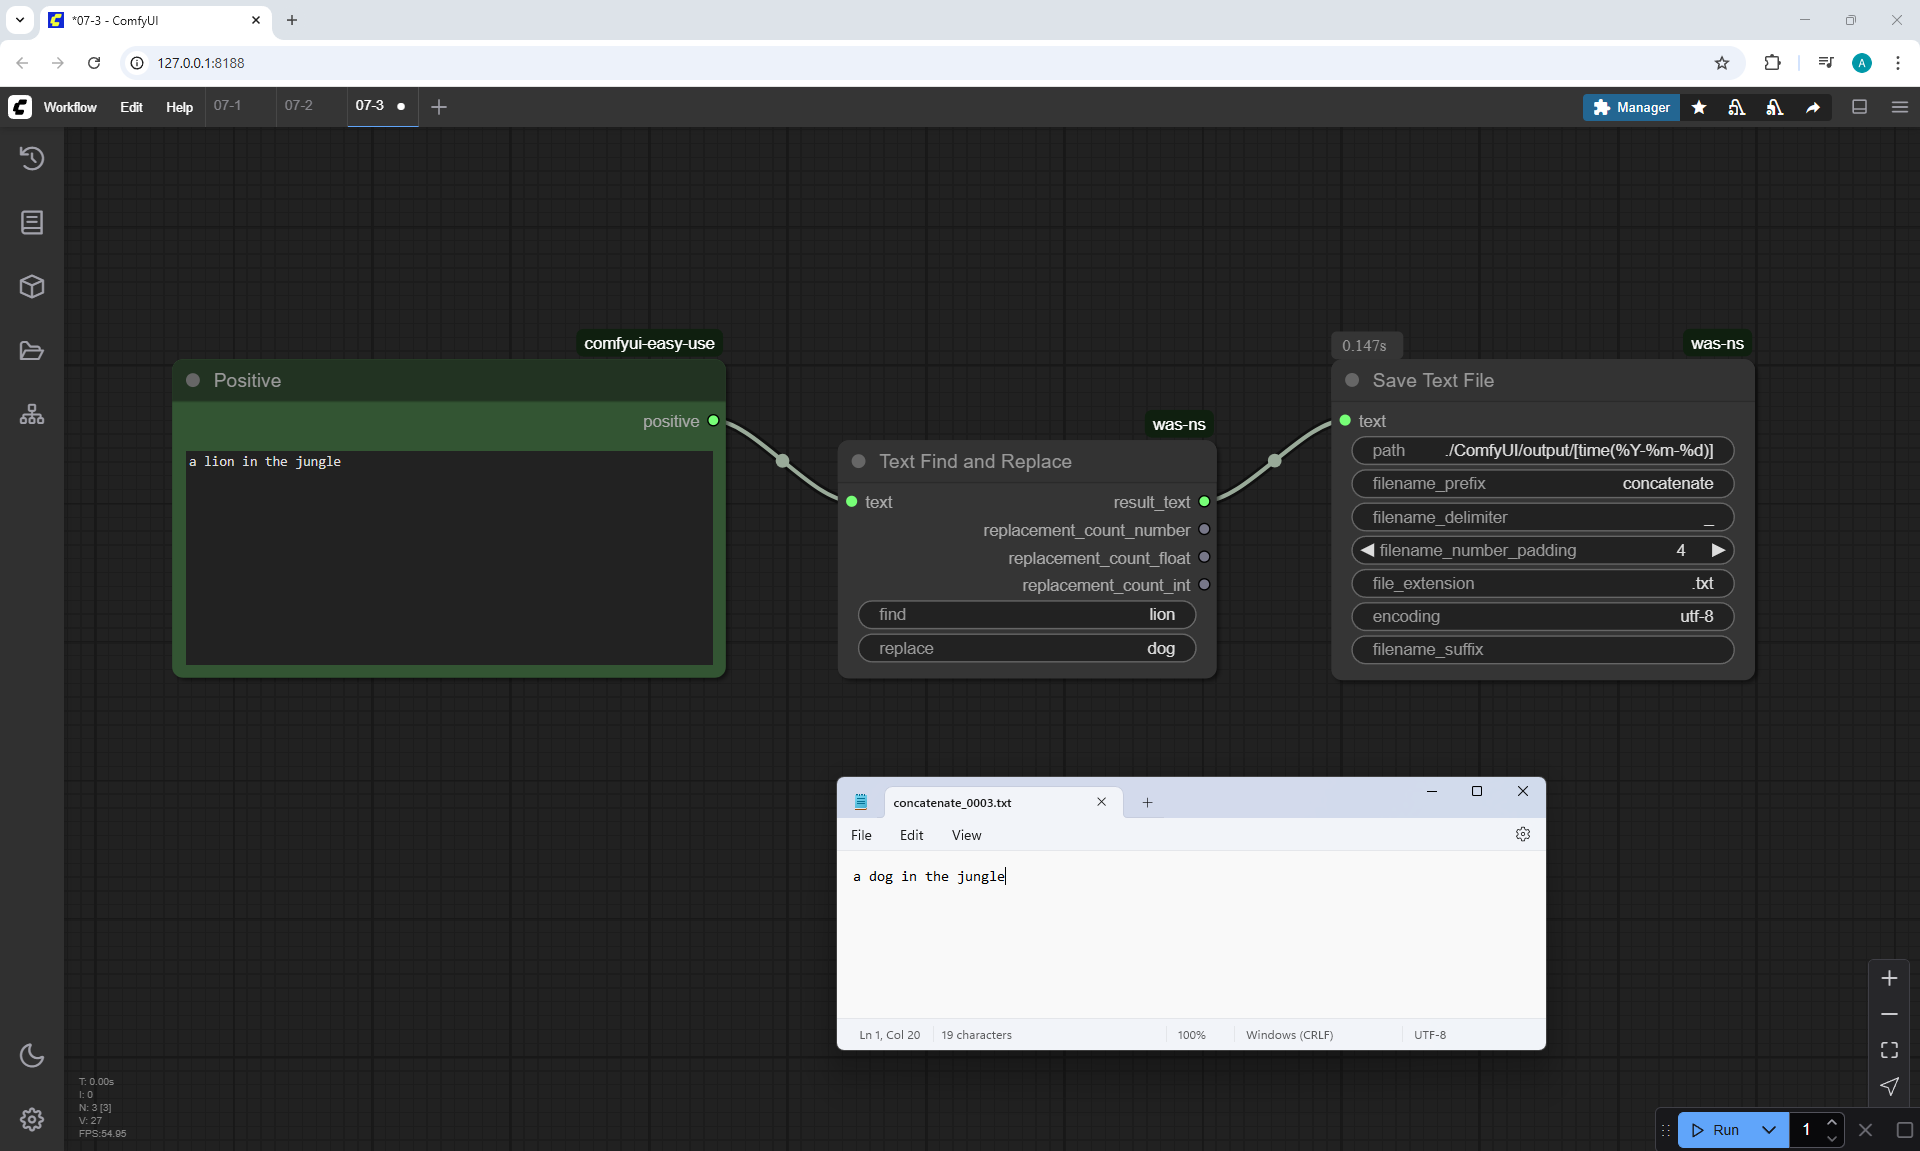 *07-3 - ComfyUI
127.0.0.1:8188
A
Workflow Edit Help 07-1 07-2 07-3
Manager
comfyui-easy-use
Positive
positive
a lion in the jungle
was-ns
Text Find and Replace
text result_text
replacement_count_number
replacement_count_float
replacement_count_int
find lion
replace dog
0.147s
was-ns
Save Text File
text
path ./ComfyUI/output/[time(%Y-%m-%d)]
filename_prefix concatenate
filename_delimiter _
filename_number_padding 4
file_extension .txt
encoding utf-8
filename_suffix
concatenate_0003.txt
File Edit View
a dog in the jungle
Ln 1, Col 20 19 characters 100% Windows (CRLF) UTF-8
T: 0.00s
I: 0
N: 3 [3]
V: 27
FPS:54.95
Run 1